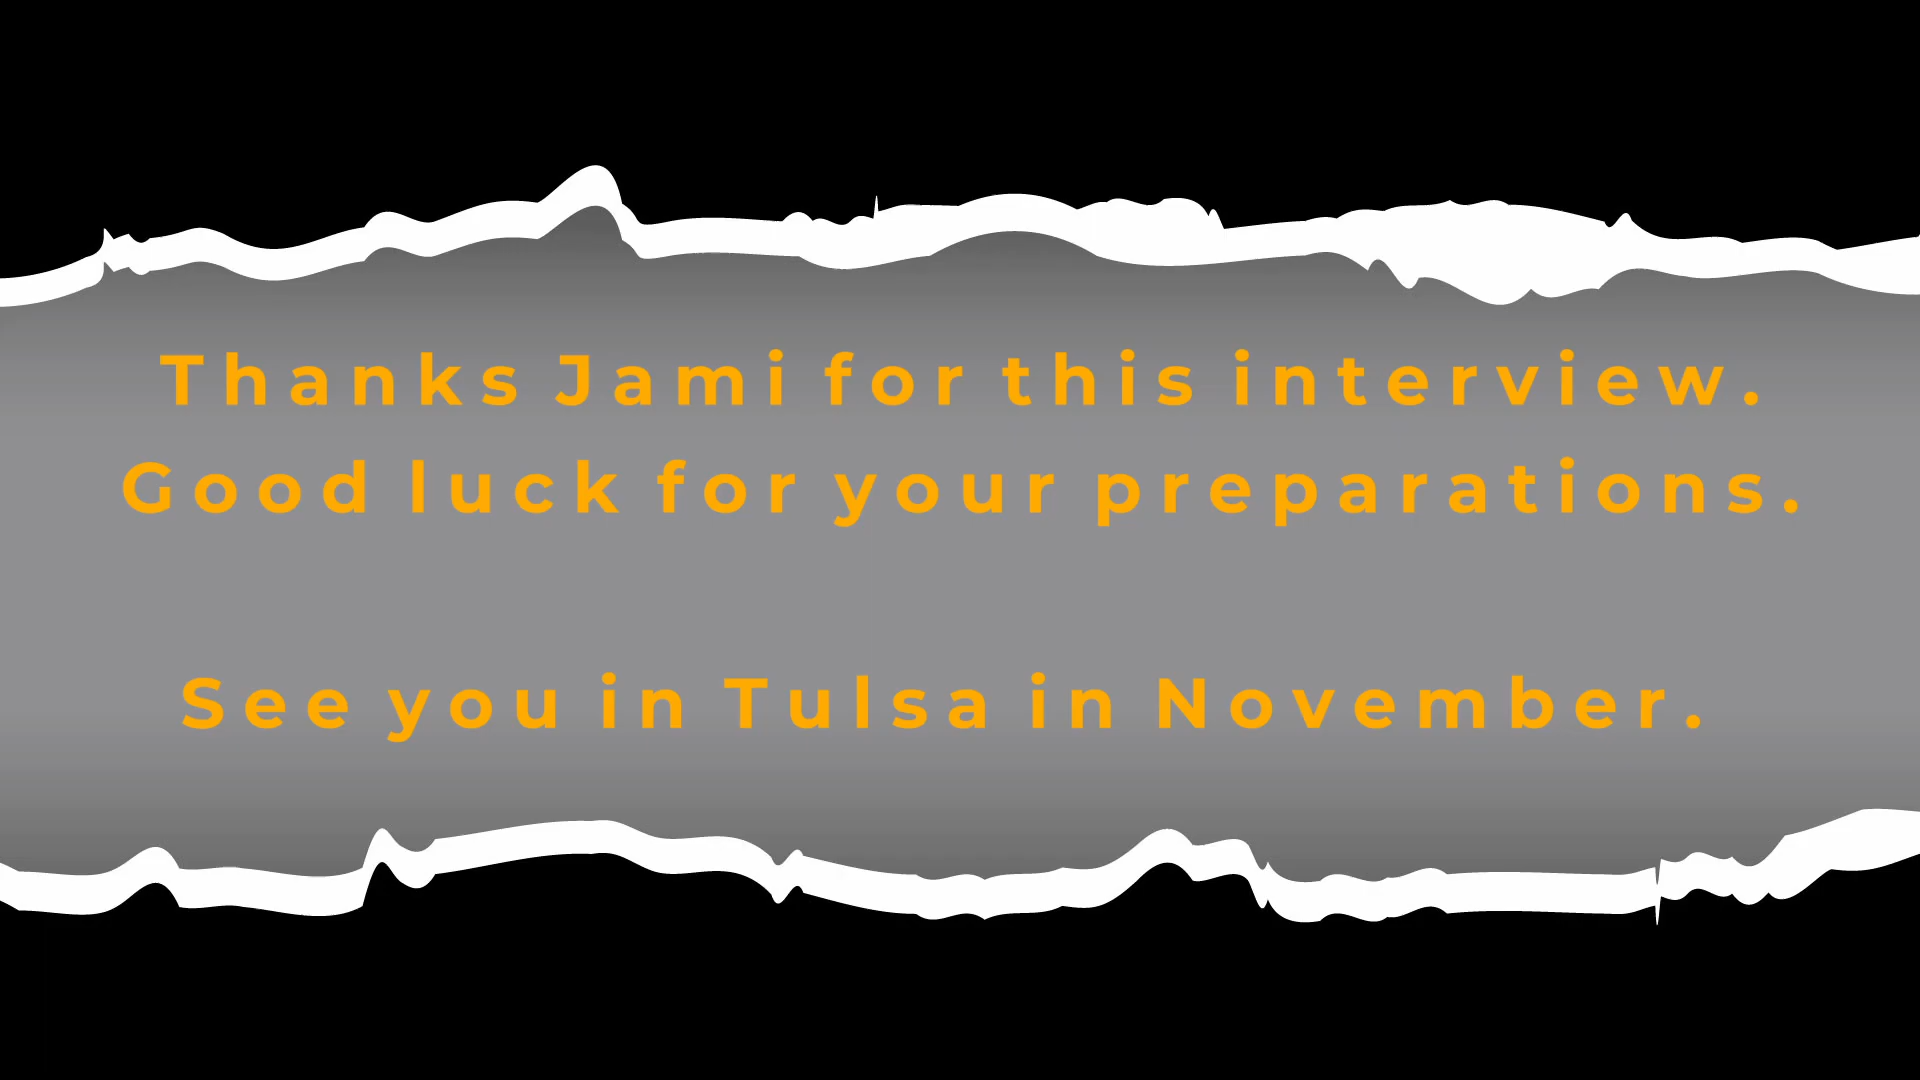 Thanks Jami for this interview.
Good luck for your preparations.
See you in Tulsa in November.